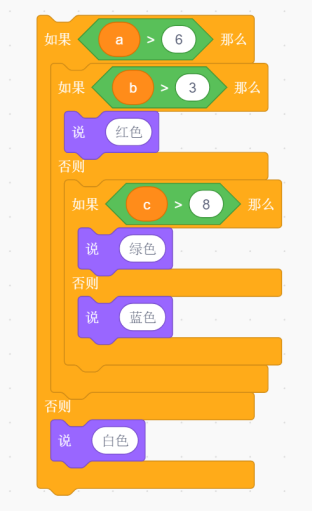 如果 a > 6 那么
如果 b > 3 那么
说 红色
否则
如果 c > 8 那么
说 绿色
否则
说 蓝色
否则
说 白色